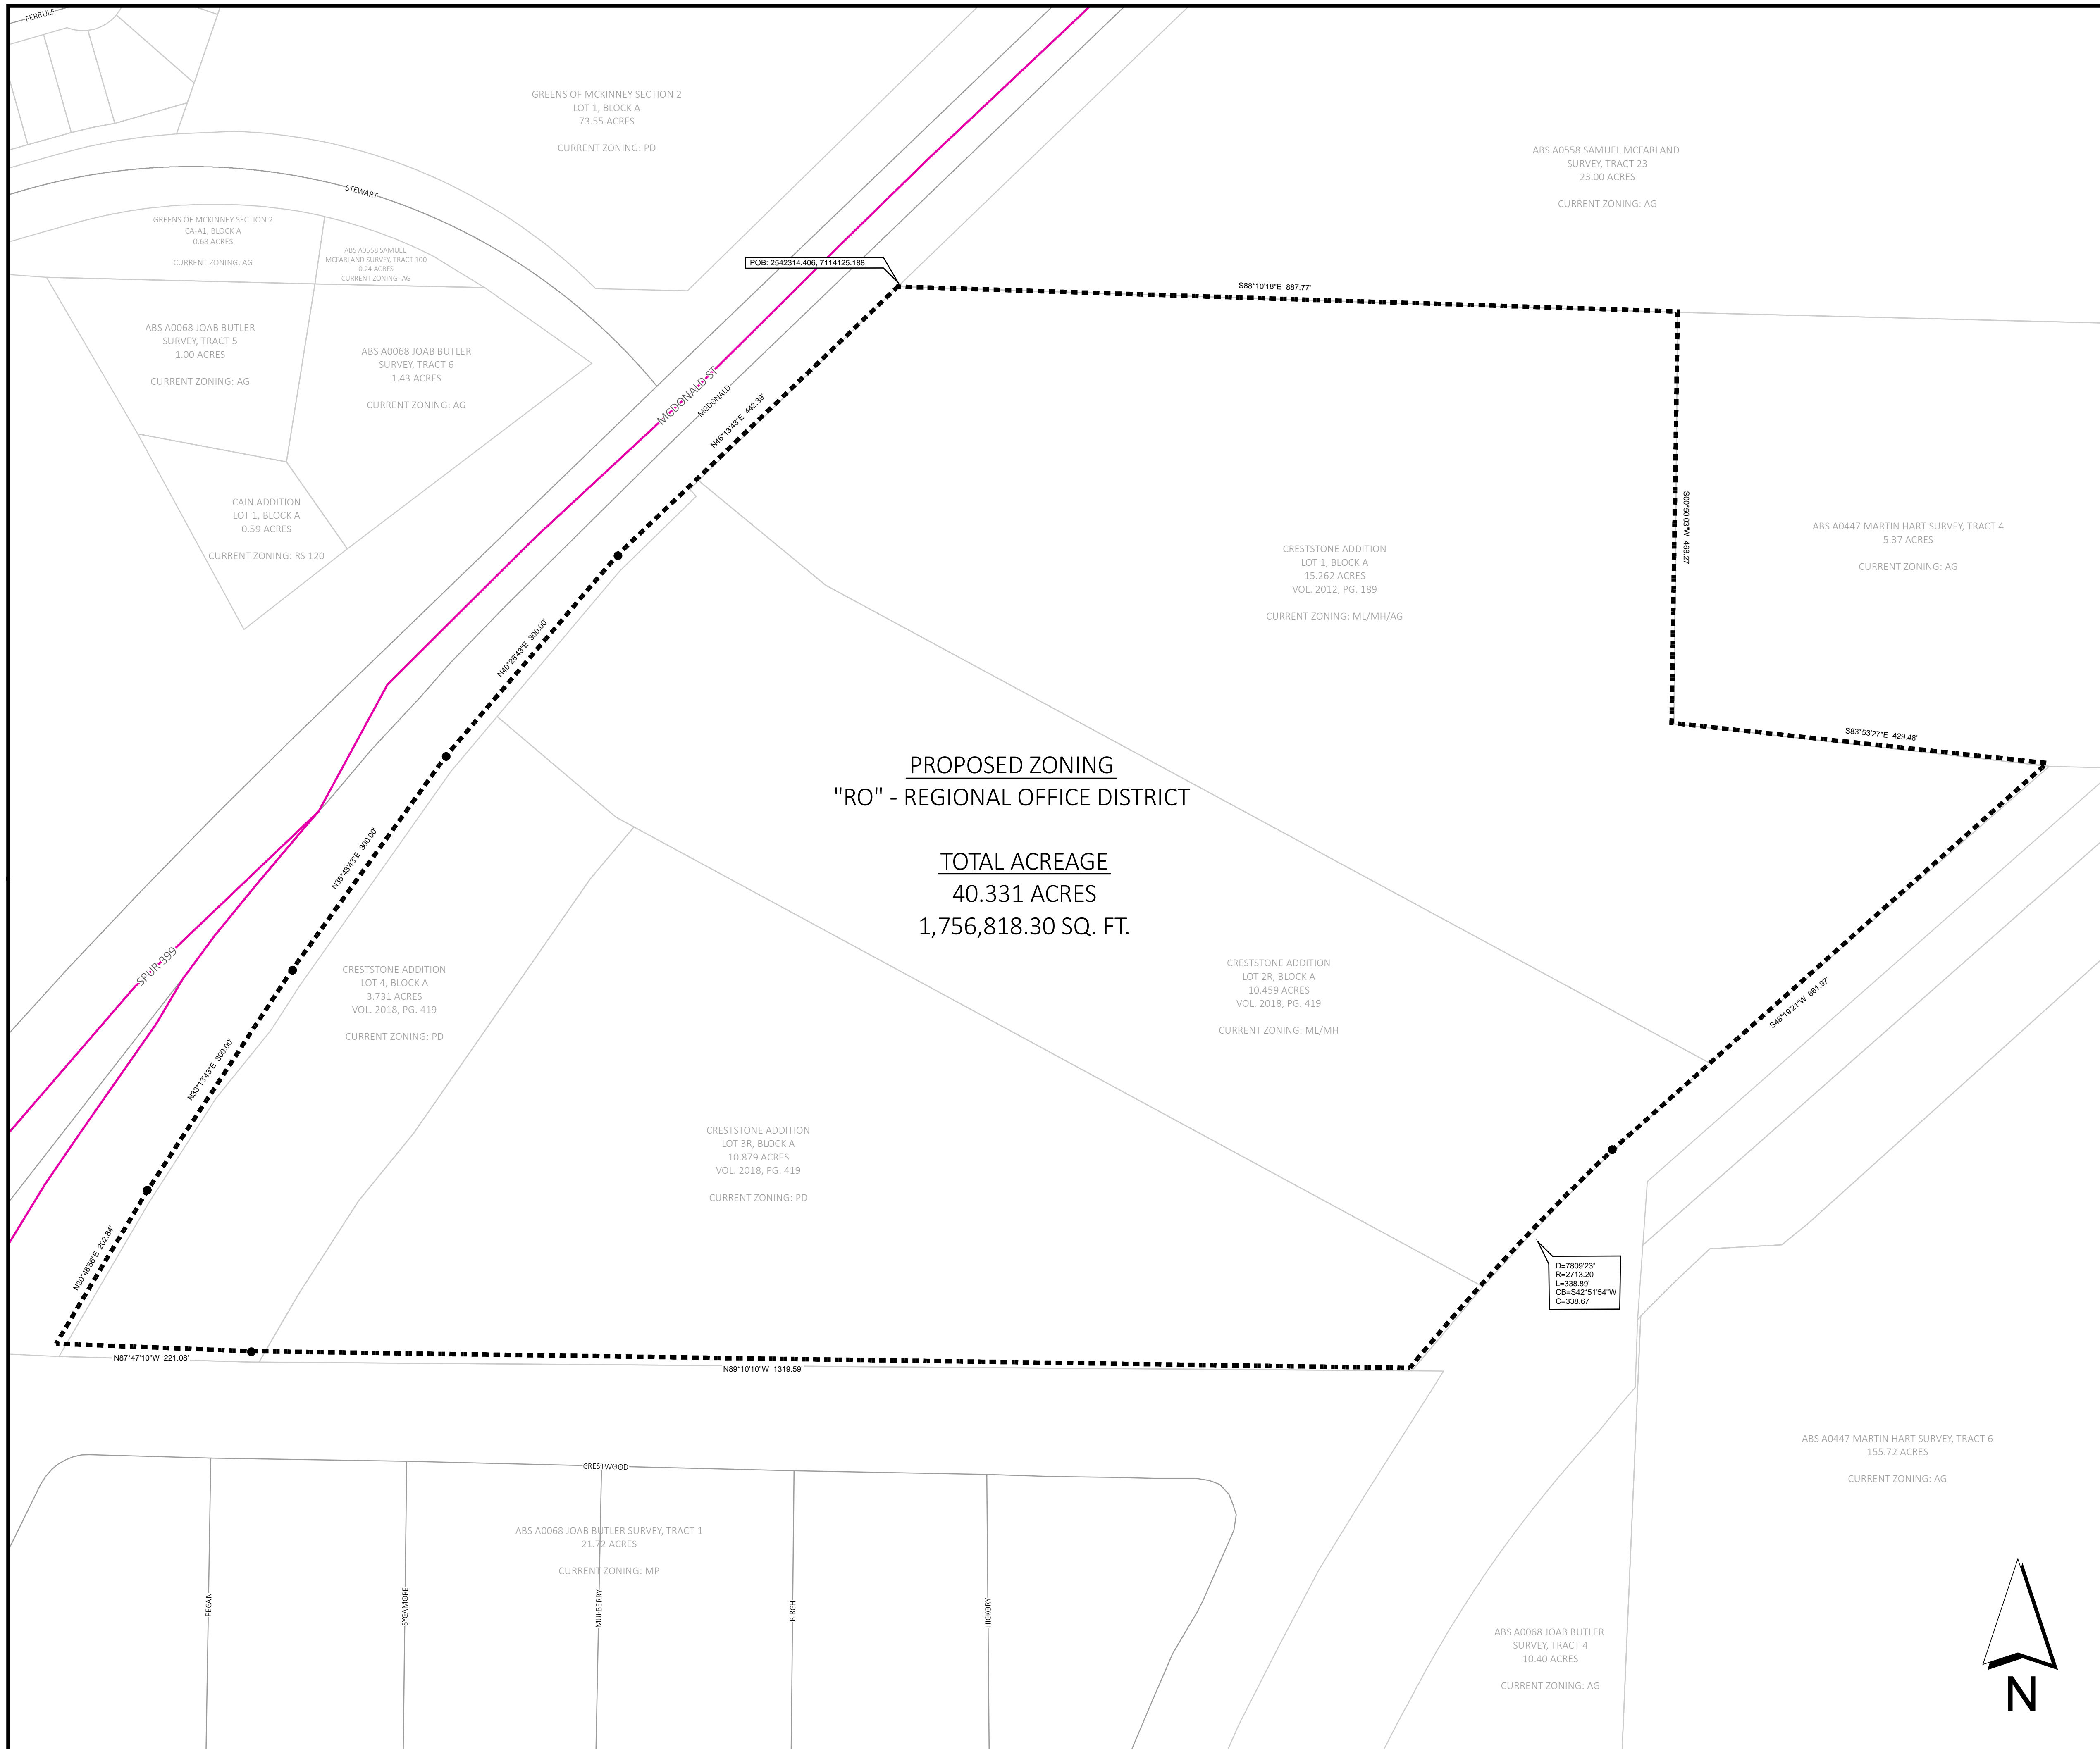 FERRULE
GREENS OF MCKINNEY SECTION 2
LOT 1, BLOCK A
73.55 ACRES
CURRENT ZONING: PD
ABS A0558 SAMUEL MCFARLAND
SURVEY, TRACT 23
23.00 ACRES
CURRENT ZONING: AG
STEWART
GREENS OF MCKINNEY SECTION 2
CA-A1, BLOCK A
0.68 ACRES
CURRENT ZONING: AG
ABS A0558 SAMUEL
MCFARLAND SURVEY, TRACT 100
0.24 ACRES
CURRENT ZONING: AG
POB: 2542314.406, 7114125.188
S88°10'18"E 887.77'
ABS A0068 JOAB BUTLER
SURVEY, TRACT 5
1.00 ACRES
CURRENT ZONING: AG
ABS A0068 JOAB BUTLER
SURVEY, TRACT 6
1.43 ACRES
CURRENT ZONING: AG
MCDONALD ST
MCDONALD
N46°13'43"E 442.39'
CAIN ADDITION
LOT 1, BLOCK A
0.59 ACRES
CURRENT ZONING: RS 120
S00°50'03"W 468.27'
ABS A0447 MARTIN HART SURVEY, TRACT 4
5.37 ACRES
CURRENT ZONING: AG
CRESTSTONE ADDITION
LOT 1, BLOCK A
15.262 ACRES
VOL. 2012, PG. 189
CURRENT ZONING: ML/MH/AG
N40°28'43"E 300.00'
S83°53'27"E 429.48'
PROPOSED ZONING
"RO" - REGIONAL OFFICE DISTRICT
TOTAL ACREAGE
40.331 ACRES
1,756,818.30 SQ. FT.
N35°43'43"E 300.00'
SPUR 399
CRESTSTONE ADDITION
LOT 4, BLOCK A
3.731 ACRES
VOL. 2018, PG. 419
CURRENT ZONING: PD
CRESTSTONE ADDITION
LOT 2R, BLOCK A
10.459 ACRES
VOL. 2018, PG. 419
CURRENT ZONING: ML/MH
S48°19'21"W 661.97'
N33°13'43"E 300.00'
CRESTSTONE ADDITION
LOT 3R, BLOCK A
10.879 ACRES
VOL. 2018, PG. 419
CURRENT ZONING: PD
N30°46'56"E 202.84'
D=7809'23"
R=2713.20
L=338.89'
CB=S42°51'54"W
C=338.67
N87°47'10"W 221.08'
N89°10'10"W 1319.59'
CRESTWOOD
ABS A0447 MARTIN HART SURVEY, TRACT 6
155.72 ACRES
CURRENT ZONING: AG
ABS A0068 JOAB BUTLER SURVEY, TRACT 1
21.72 ACRES
CURRENT ZONING: MP
PECAN
SYCAMORE
MULBERRY
BIRCH
HICKORY
ABS A0068 JOAB BUTLER
SURVEY, TRACT 4
10.40 ACRES
CURRENT ZONING: AG
N